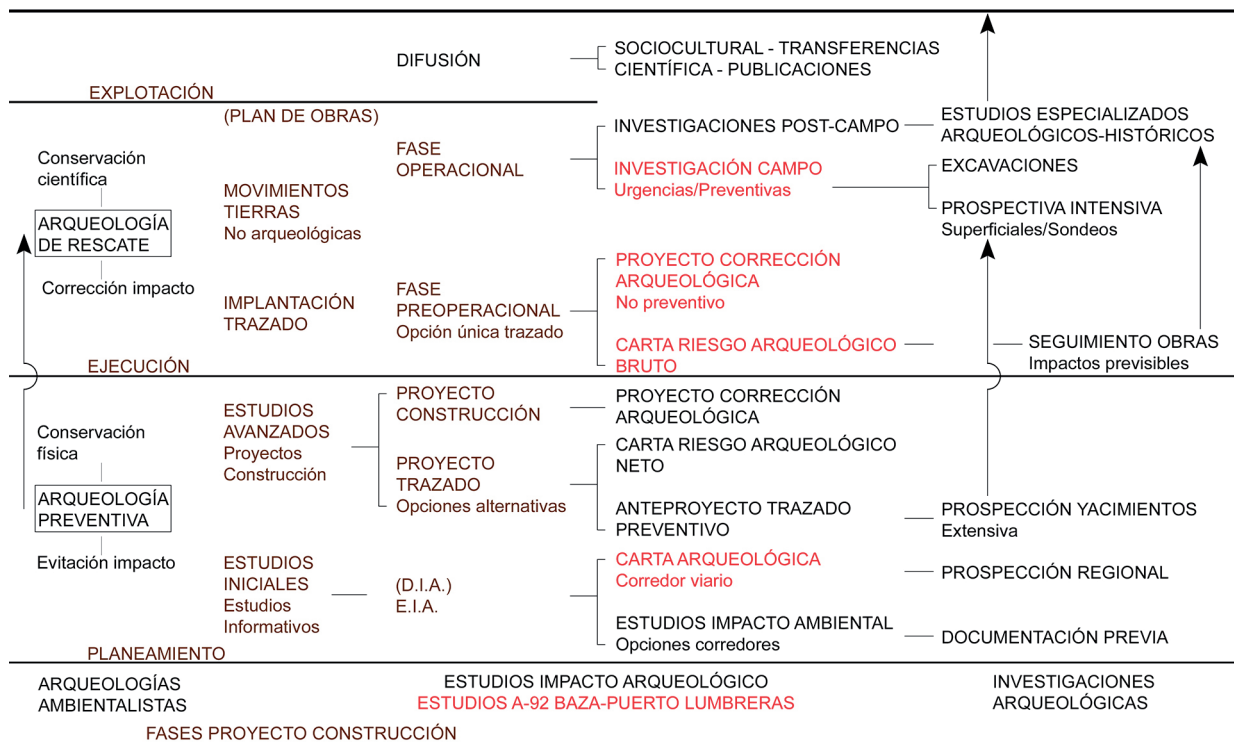 DIFUSIÓN
SOCIOCULTURAL - TRANSFERENCIAS
CIENTÍFICA - PUBLICACIONES
EXPLOTACIÓN
(PLAN DE OBRAS)
Conservación
científica
ARQUEOLOGÍA
DE RESCATE
Corrección impacto
MOVIMIENTOS
TIERRAS
No arqueológicas
IMPLANTACIÓN
TRAZADO
FASE
OPERACIONAL
FASE
PREOPERACIONAL
Opción única trazado
INVESTIGACIONES POST-CAMPO
INVESTIGACIÓN CAMPO
Urgencias/Preventivas
PROYECTO CORRECCIÓN
ARQUEOLÓGICA
No preventivo
CARTA RIESGO ARQUEOLÓGICO
BRUTO
ESTUDIOS ESPECIALIZADOS
ARQUEOLÓGICOS-HISTÓRICOS
EXCAVACIONES
PROSPECTIVA INTENSIVA
Superficiales/Sondeos
SEGUIMIENTO OBRAS
Impactos previsibles
EJECUCIÓN
Conservación
física
ARQUEOLOGÍA
PREVENTIVA
Evitación impacto
ESTUDIOS
AVANZADOS
Proyectos
Construcción
ESTUDIOS
INICIALES
Estudios
Informativos
PROYECTO
CONSTRUCCIÓN
PROYECTO
TRAZADO
Opciones alternativas
(D.I.A.)
E.I.A.
PROYECTO CORRECCIÓN
ARQUEOLÓGICA
CARTA RIESGO ARQUEOLÓGICO
NETO
ANTEPROYECTO TRAZADO
PREVENTIVO
CARTA ARQUEOLÓGICA
Corredor viario
ESTUDIOS IMPACTO AMBIENTAL
Opciones corredores
PROSPECCIÓN YACIMIENTOS
Extensiva
PROSPECCIÓN REGIONAL
DOCUMENTACIÓN PREVIA
PLANEAMIENTO
ARQUEOLOGÍAS
AMBIENTALISTAS
ESTUDIOS IMPACTO ARQUEOLÓGICO
ESTUDIOS A-92 BAZA-PUERTO LUMBRERAS
INVESTIGACIONES
ARQUEOLÓGICAS
FASES PROYECTO CONSTRUCCIÓN